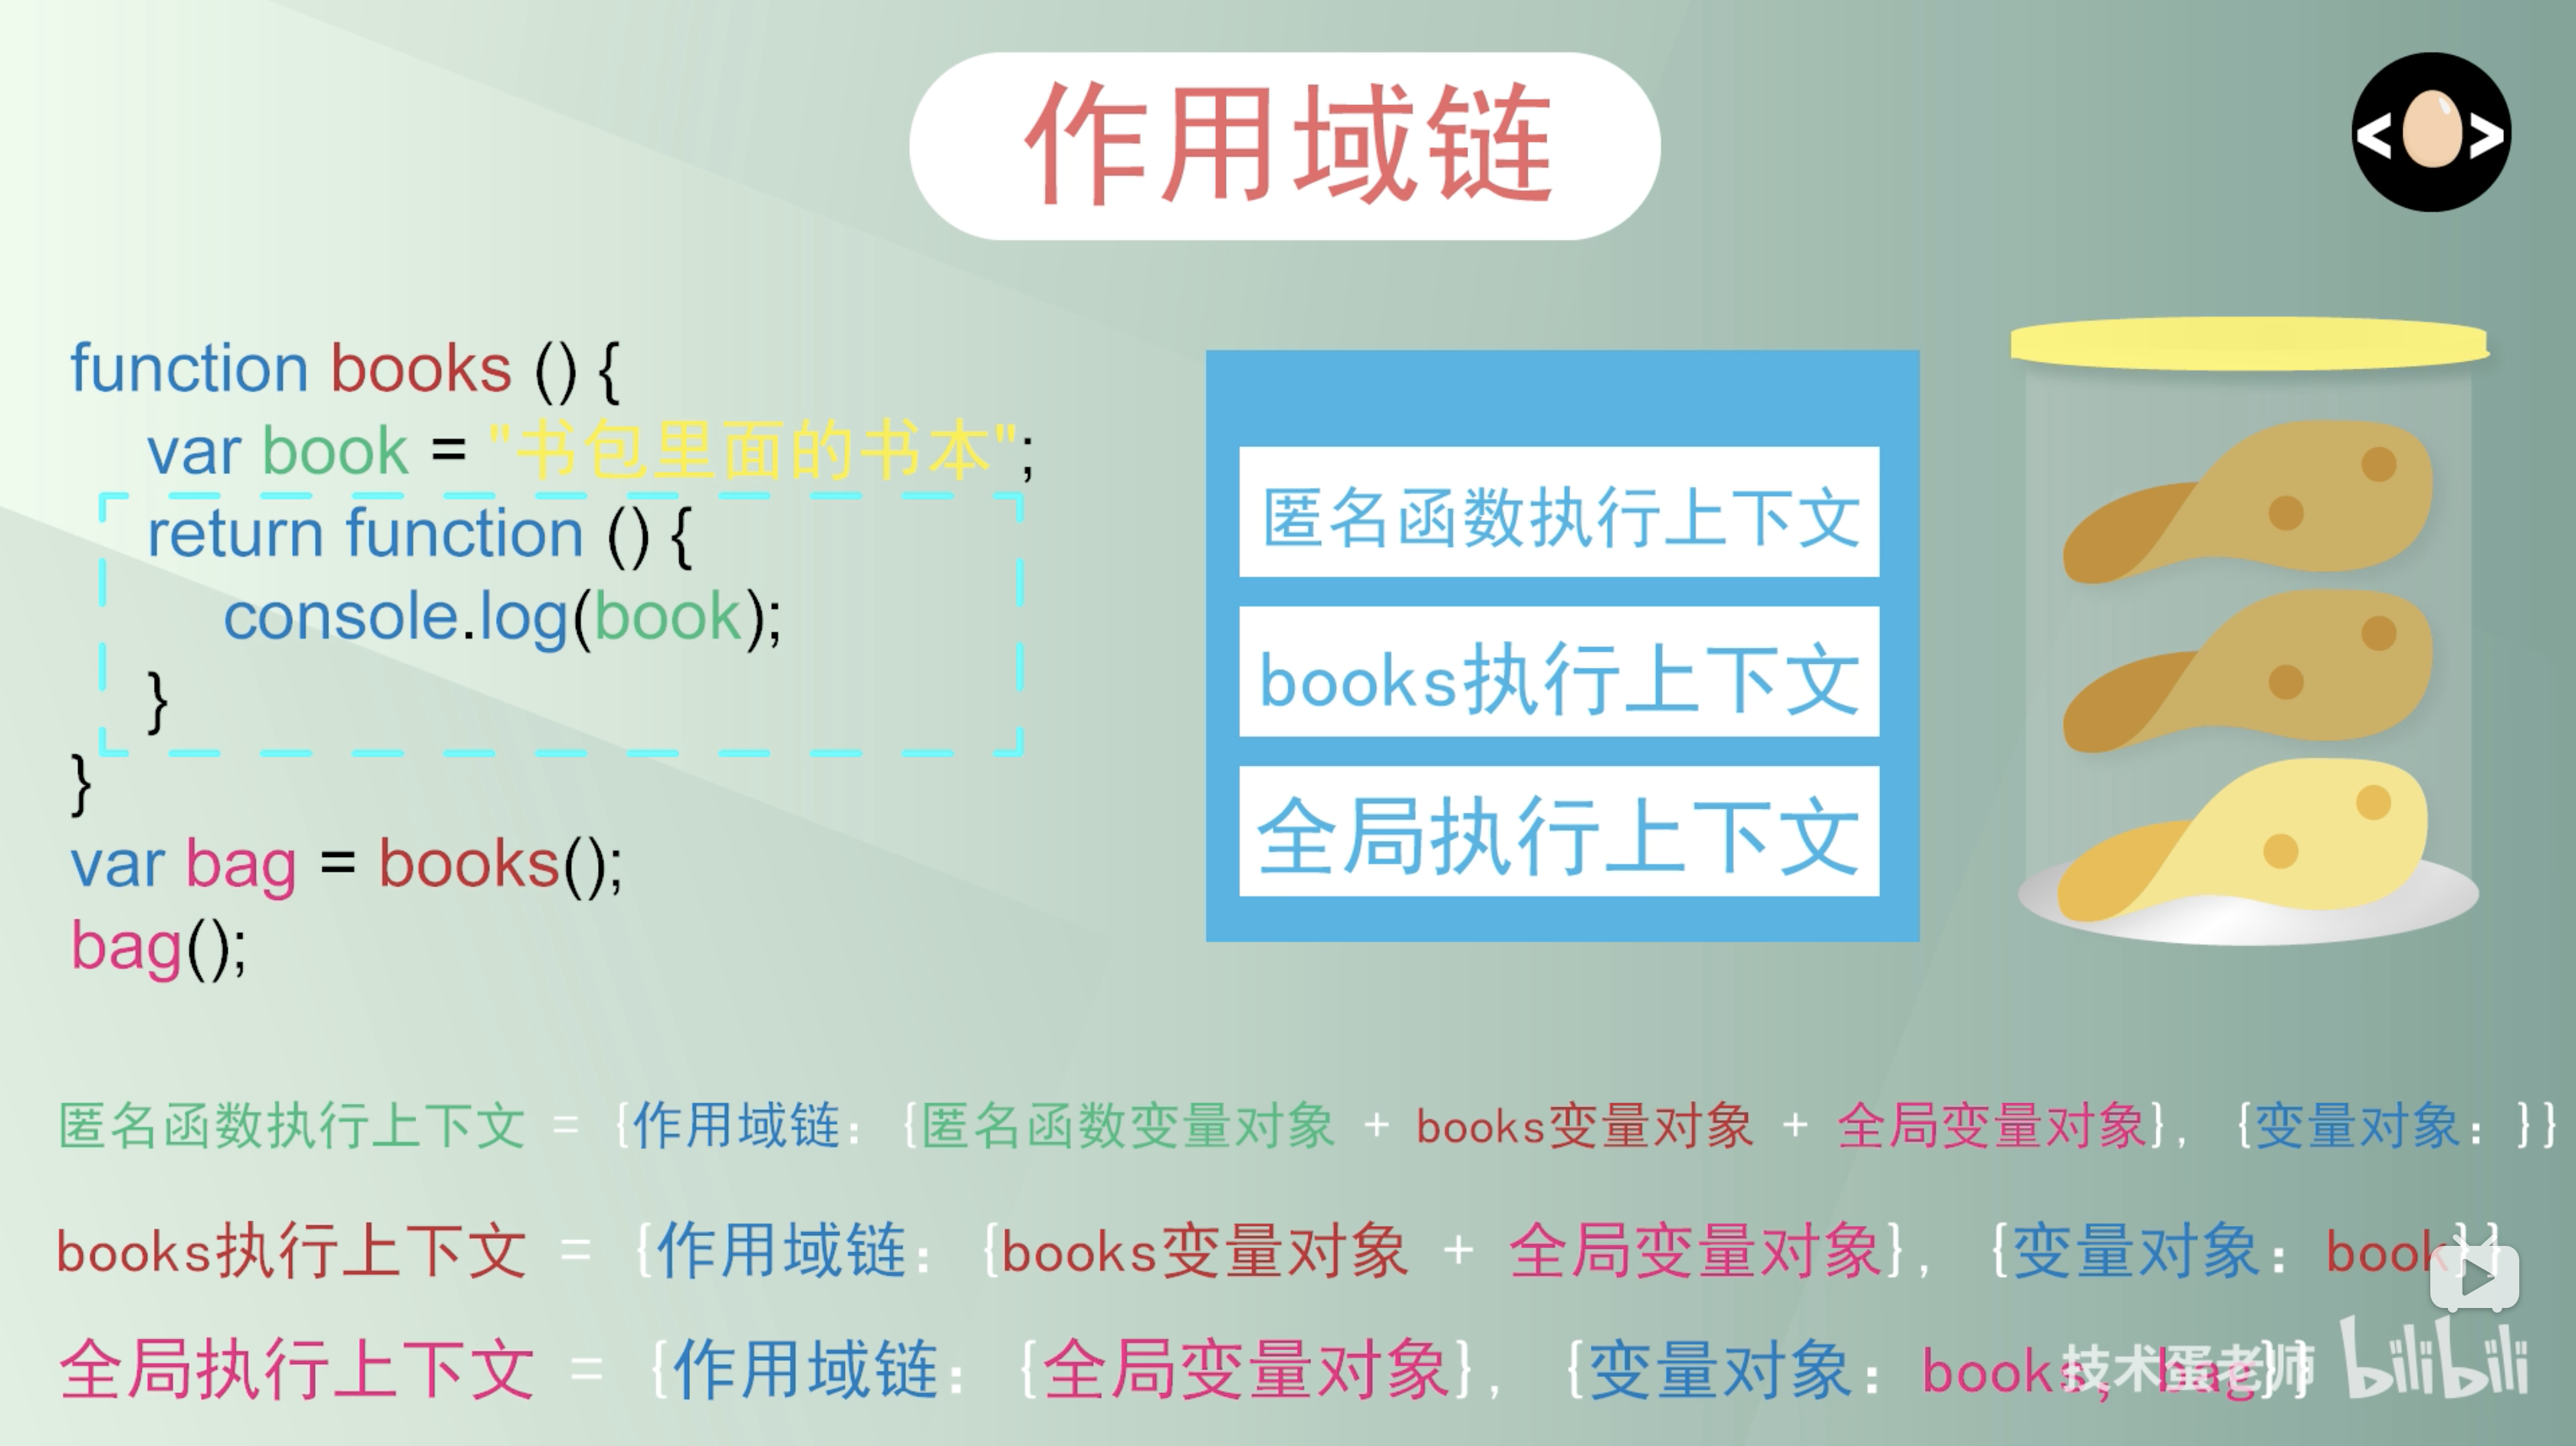 作用域链
< >
function books () {
var book = "书包里面的书本";
return function () {
console.log(book);
}
}
var bag = books();
bag();
匿名函数执行上下文
books执行上下文
全局执行上下文
匿名函数执行上下文 = {作用域链: {匿名函数变量对象 + books变量对象 + 全局变量对象}, {变量对象: }}
books执行上下文 = {作用域链: {books变量对象 + 全局变量对象}, {变量对象: book}}
全局执行上下文 = {作用域链: {全局变量对象}, {变量对象: books, bag}}
技术蛋老师 bilibili